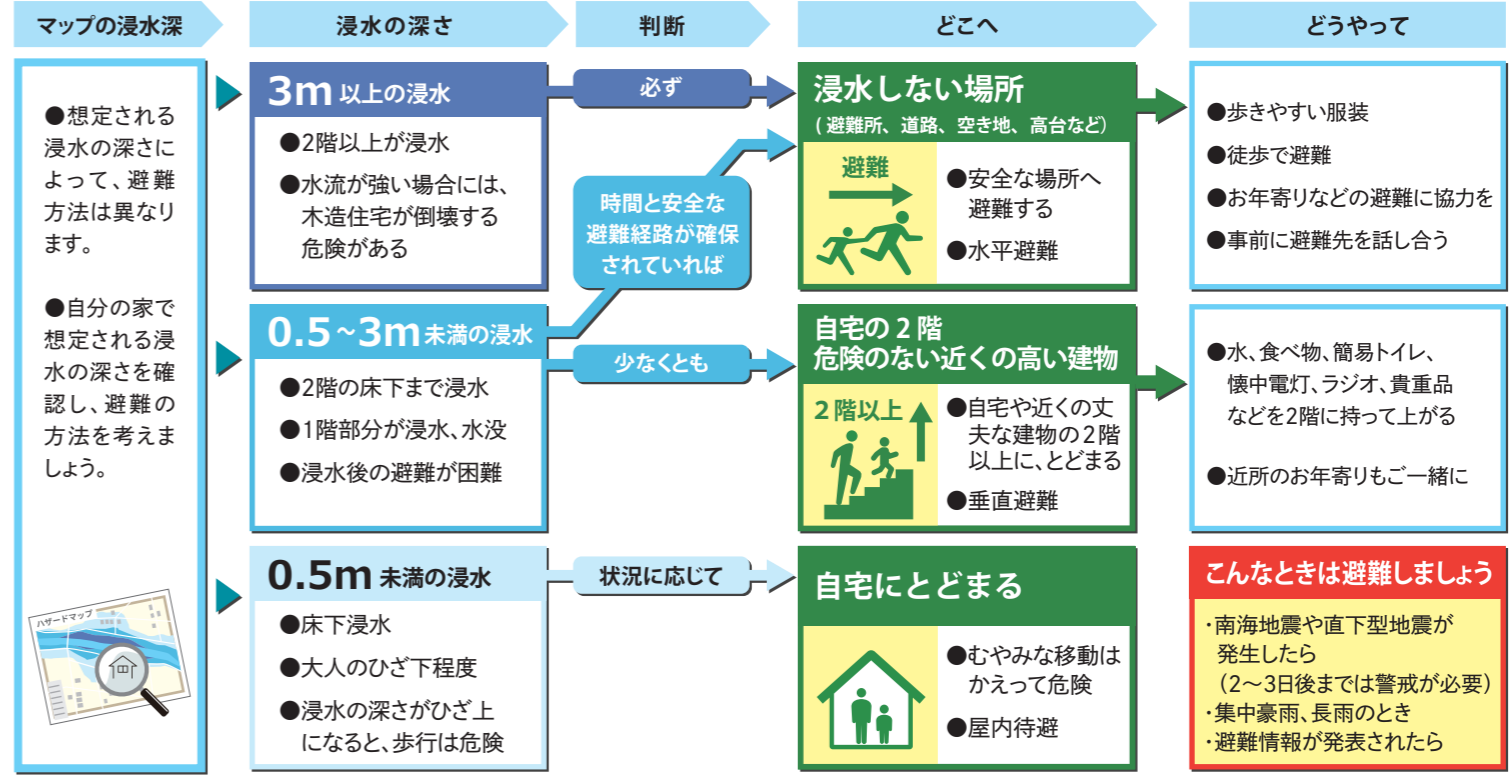 マップの浸水深
浸水の深さ
判断
どこへ
どうやって
●想定される
浸水の深さに
よって、避難
方法は異なり
ます。
●自分の家で
想定される浸
水の深さを確
認し、避難の
方法を考えま
しょう。
ハザードマップ
3m 以上の浸水
●2階以上が浸水
●水流が強い場合には、
木造住宅が倒壊する
危険がある
必ず
時間と安全な
避難経路が確保
されていれば
浸水しない場所
(避難所、道路、空き地、高台など)
避難
●安全な場所へ
避難する
●水平避難
●歩きやすい服装
●徒歩で避難
●お年寄りなどの避難に協力を
●事前に避難先を話し合う
0.5~3m 未満の浸水
●2階の床下まで浸水
●1階部分が浸水、水没
●浸水後の避難が困難
少なくとも
自宅の2階
危険のない近くの高い建物
2階以上
●自宅や近くの丈
夫な建物の2階
以上に、とどまる
●垂直避難
●水、食べ物、簡易トイレ、
懐中電灯、ラジオ、貴重品
などを2階に持って上がる
●近所のお年寄りもご一緒に
0.5m 未満の浸水
●床下浸水
●大人のひざ下程度
●浸水の深さがひざ上
になると、歩行は危険
状況に応じて
自宅にとどまる
●むやみな移動は
かえって危険
●屋内待避
こんなときは避難しましょう
・南海地震や直下型地震が
発生したら
(2〜3日後までは警戒が必要)
・集中豪雨、長雨のとき
・避難情報が発表されたら